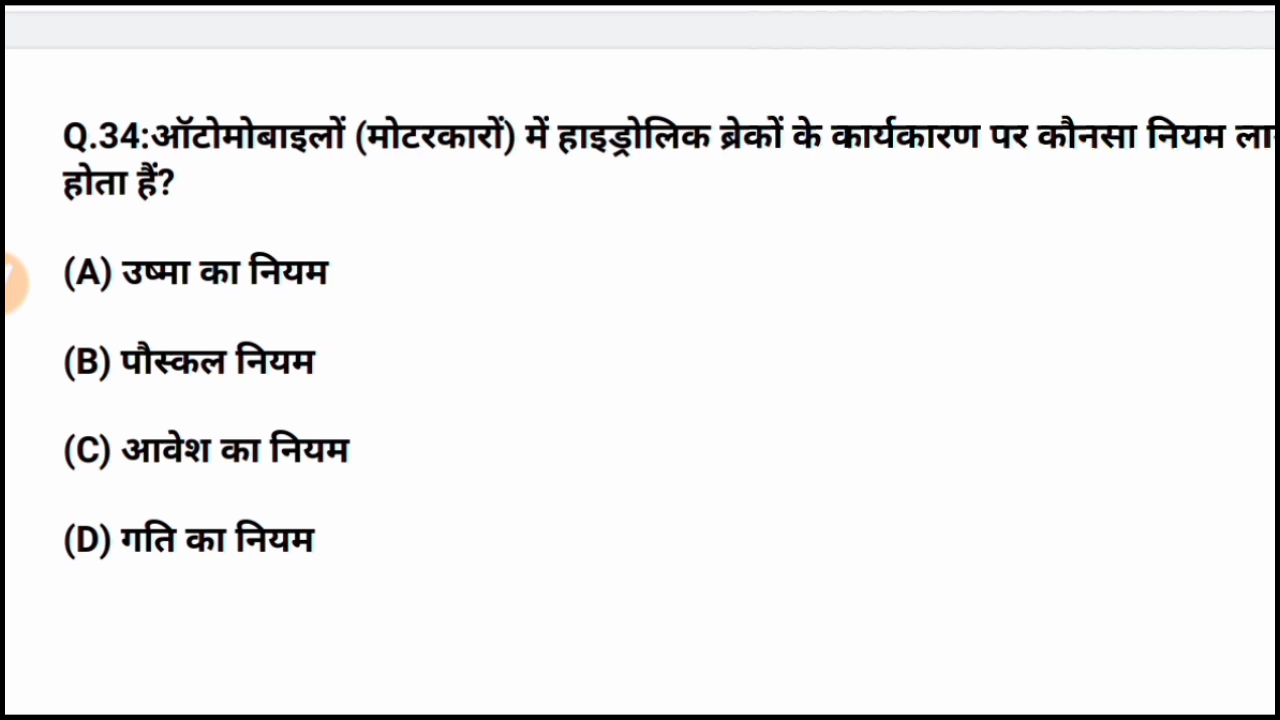 Q.34:ऑटोमोबाइलों (मोटरकारों) में हाइड्रोलिक ब्रेकों के कार्यकारण पर कौनसा नियम ला
होता हैं?
(A) उष्मा का नियम
(B) पौस्कल नियम
(C) आवेश का नियम
(D) गति का नियम